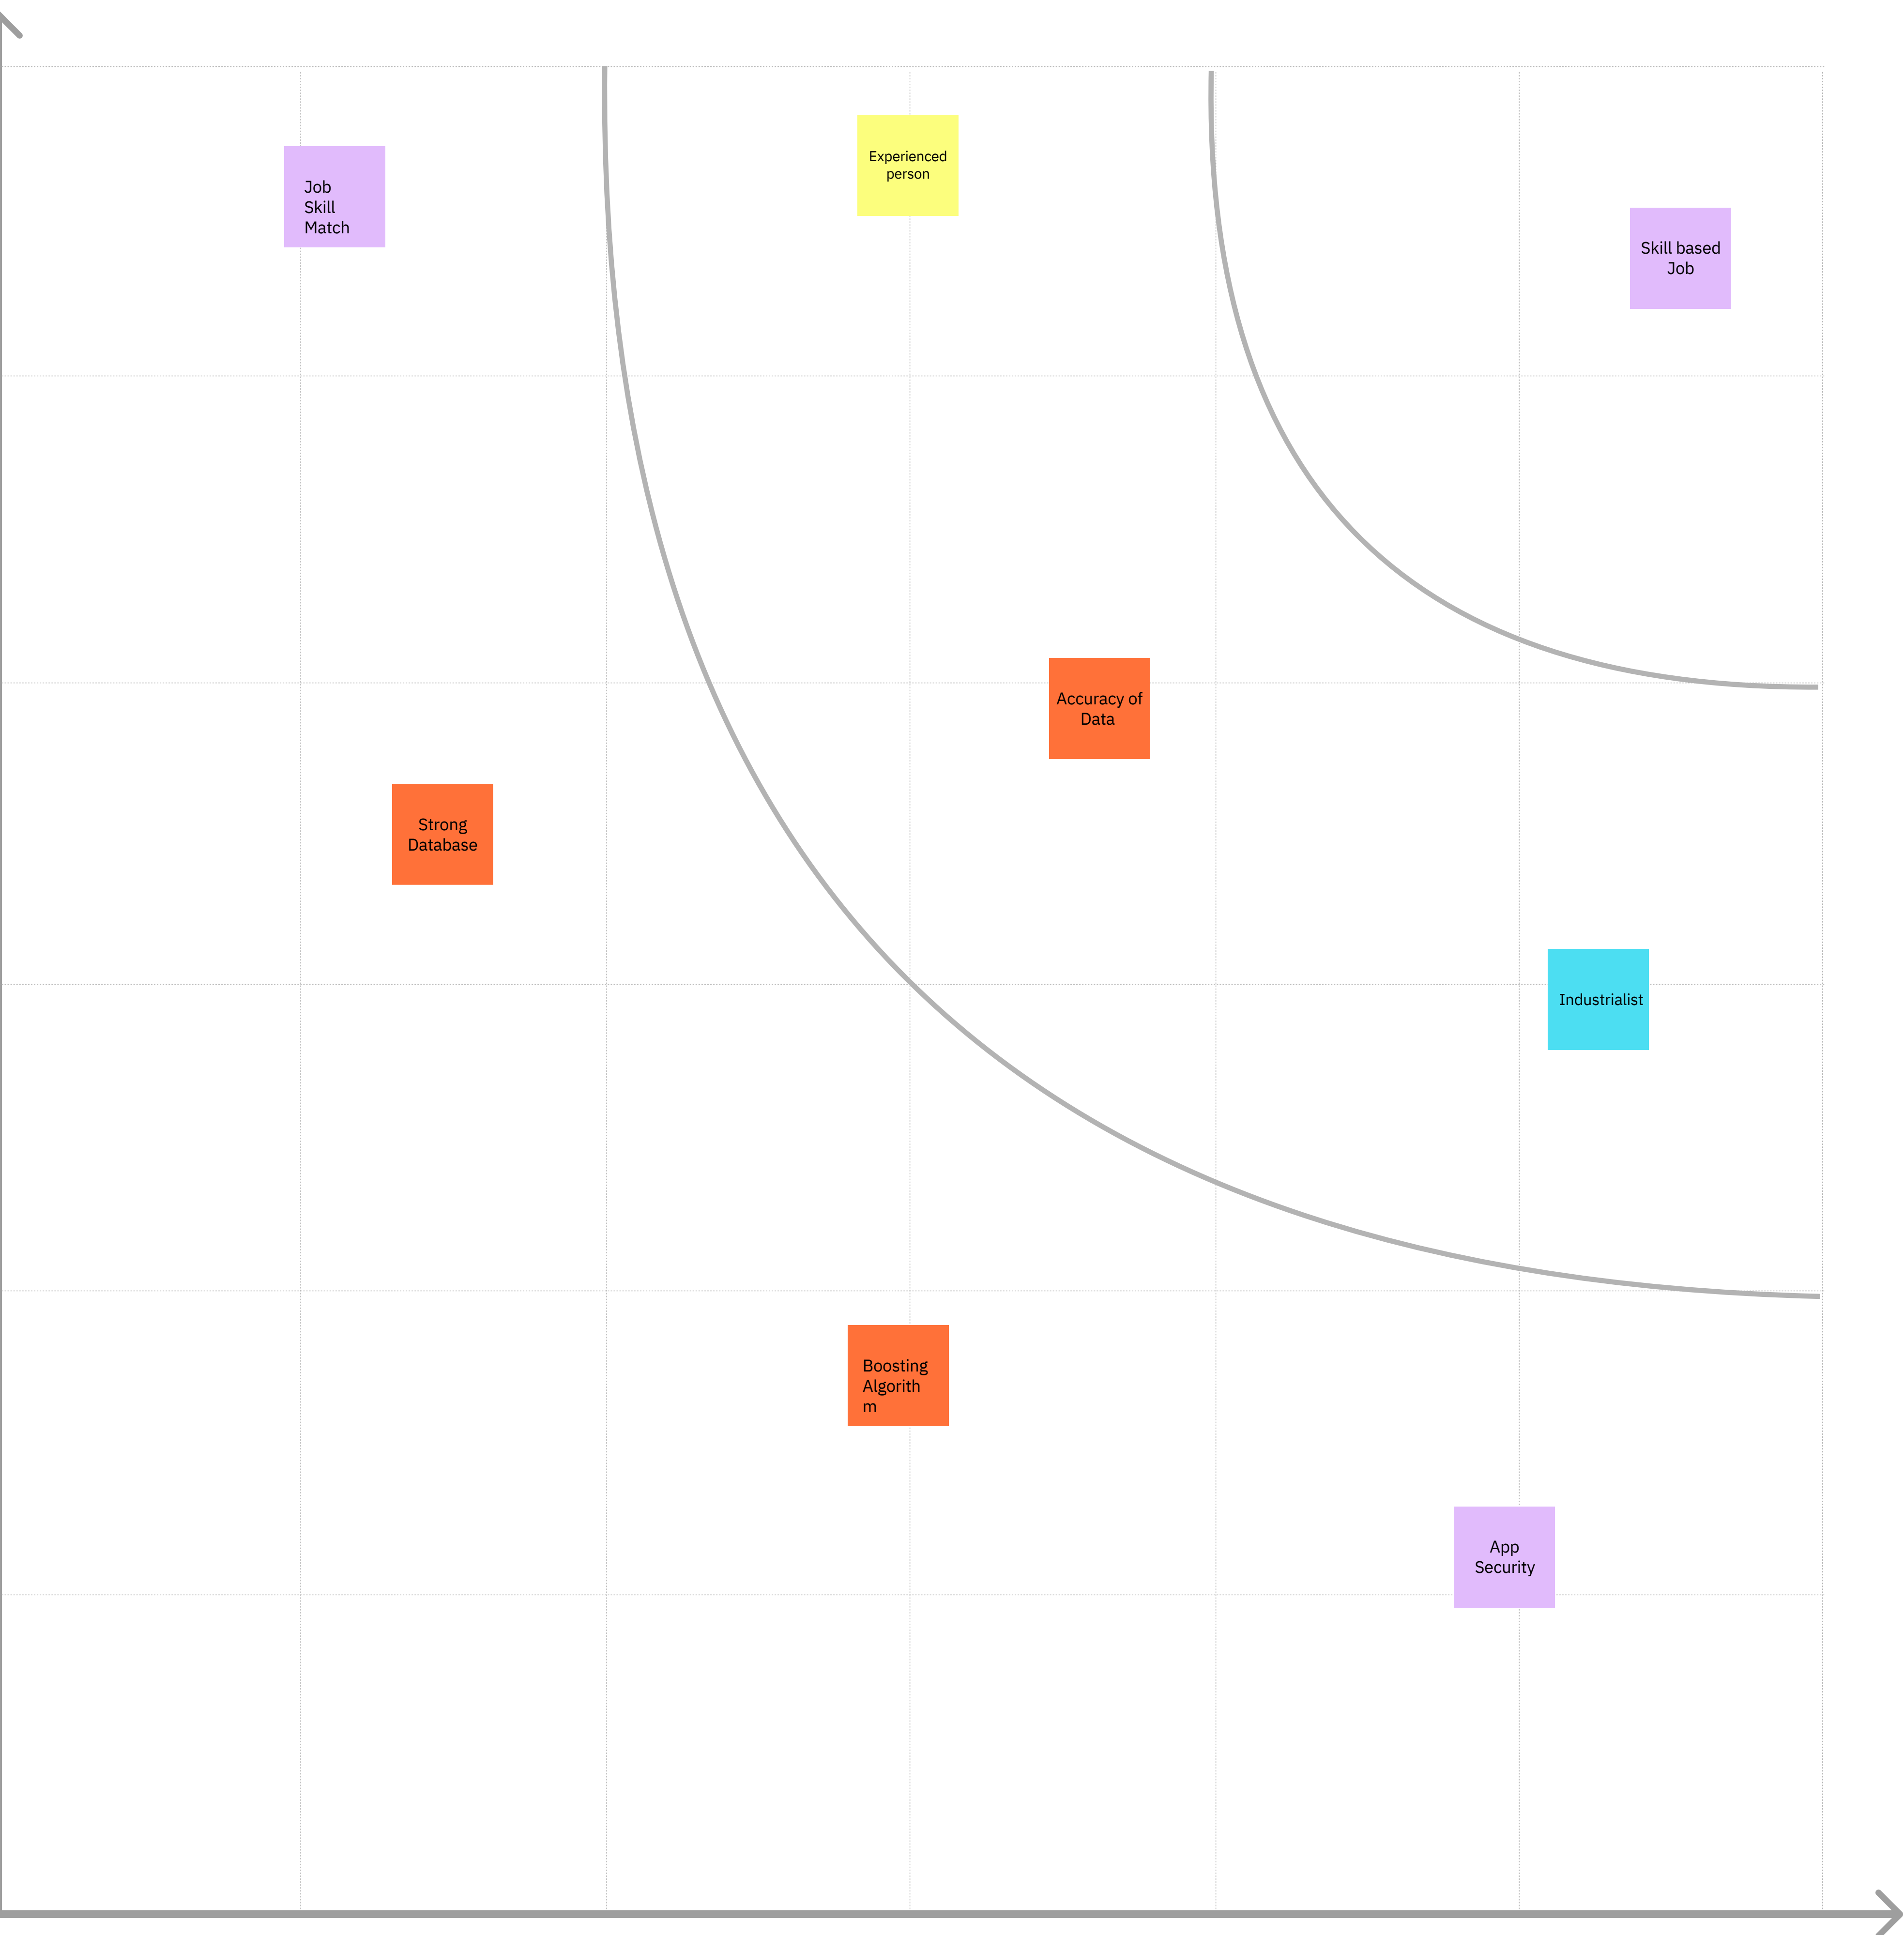 Experienced
person
Job
Skill
Match
Skill based
Job
Accuracy of
Data
Strong
Database
Industrialist
Boosting
Algorith
m
App
Security